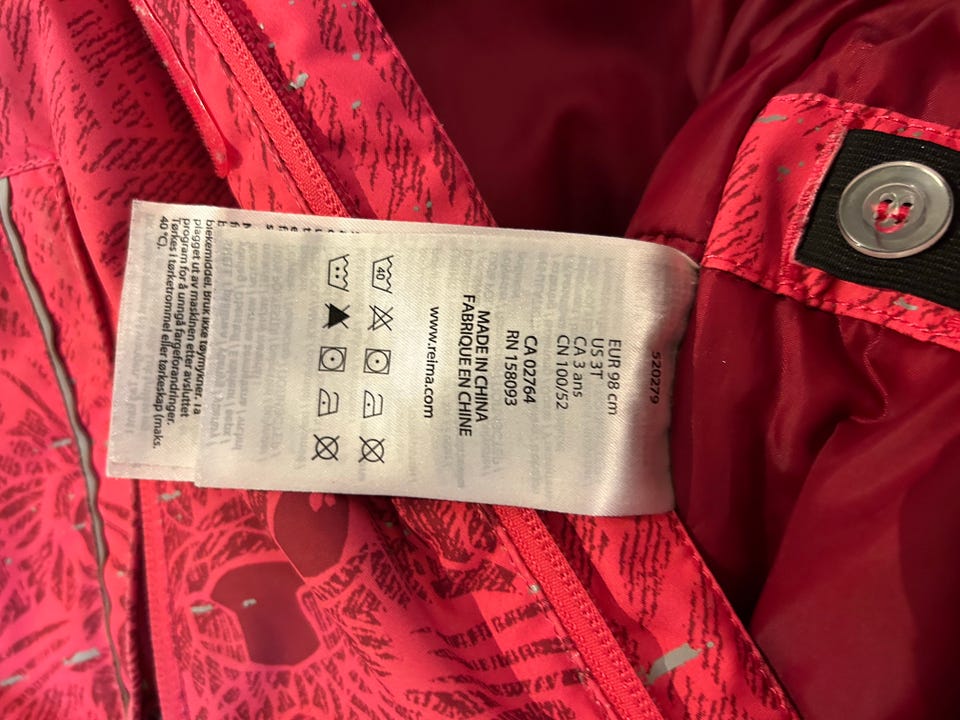 520279
EUR 98 cm
US 3T
CA 3 ans
CN 100/52
CA 02764
RN 158093
MADE IN CHINA
FABRIQUE EN CHINE
www.reima.com
40
blekemiddel. Bruk ikke tøymykner. Ta
plagget ut av maskinen etter avsluttet
program for å unngå fargeforandringer.
Tørkes i tørketrommel eller tørkeskap (maks.
40 °C).